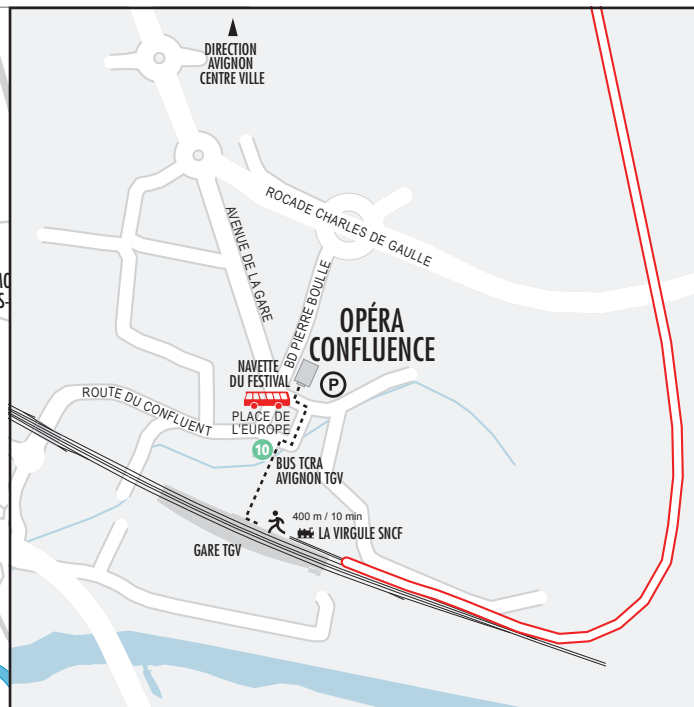 DIRECTION
AVIGNON
CENTRE VILLE
ROCADE CHARLES DE GAULLE
AVENUE DE LA GARE
BD PIERRE BOULLE
OPÉRA
CONFLUENCE
P
NAVETTE
DU FESTIVAL
ROUTE DU CONFLUENT
PLACE DE
L'EUROPE
10
BUS TCRA
AVIGNON TGV
400 m / 10 min
LA VIRGULE SNCF
GARE TGV